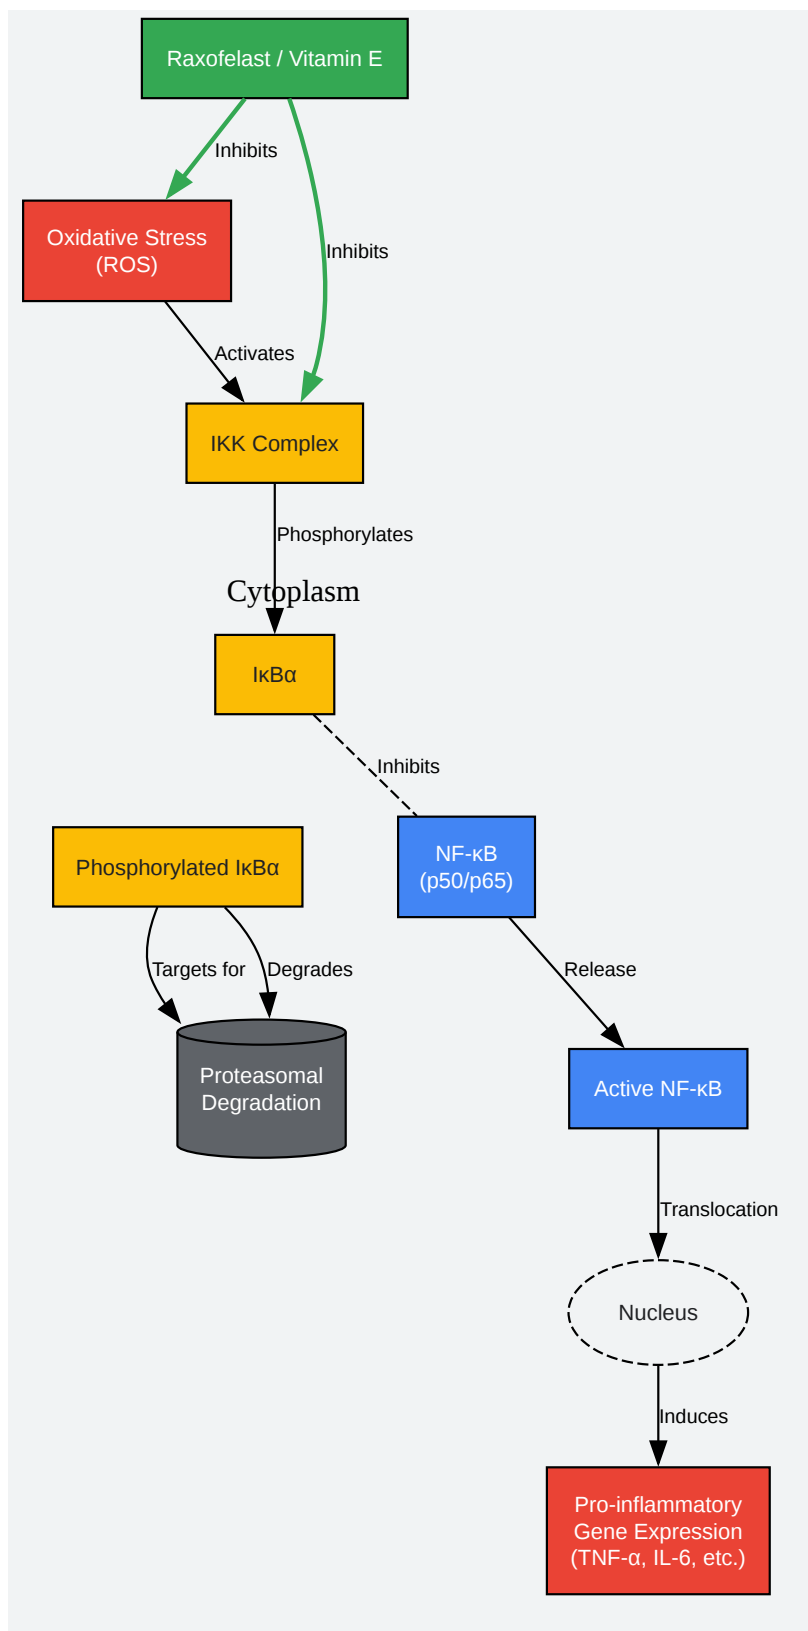 Raxofelast / Vitamin E
Inhibits
Oxidative Stress
(ROS)
Inhibits
Activates
IKK Complex
Phosphorylates
Cytoplasm
IκBα
Inhibits
Phosphorylated IκBα
NF-κB
(p50/p65)
Targets for
Degrades
Release
Proteasomal
Degradation
Active NF-κB
Translocation
Nucleus
Induces
Pro-inflammatory
Gene Expression
(TNF-α, IL-6, etc.)